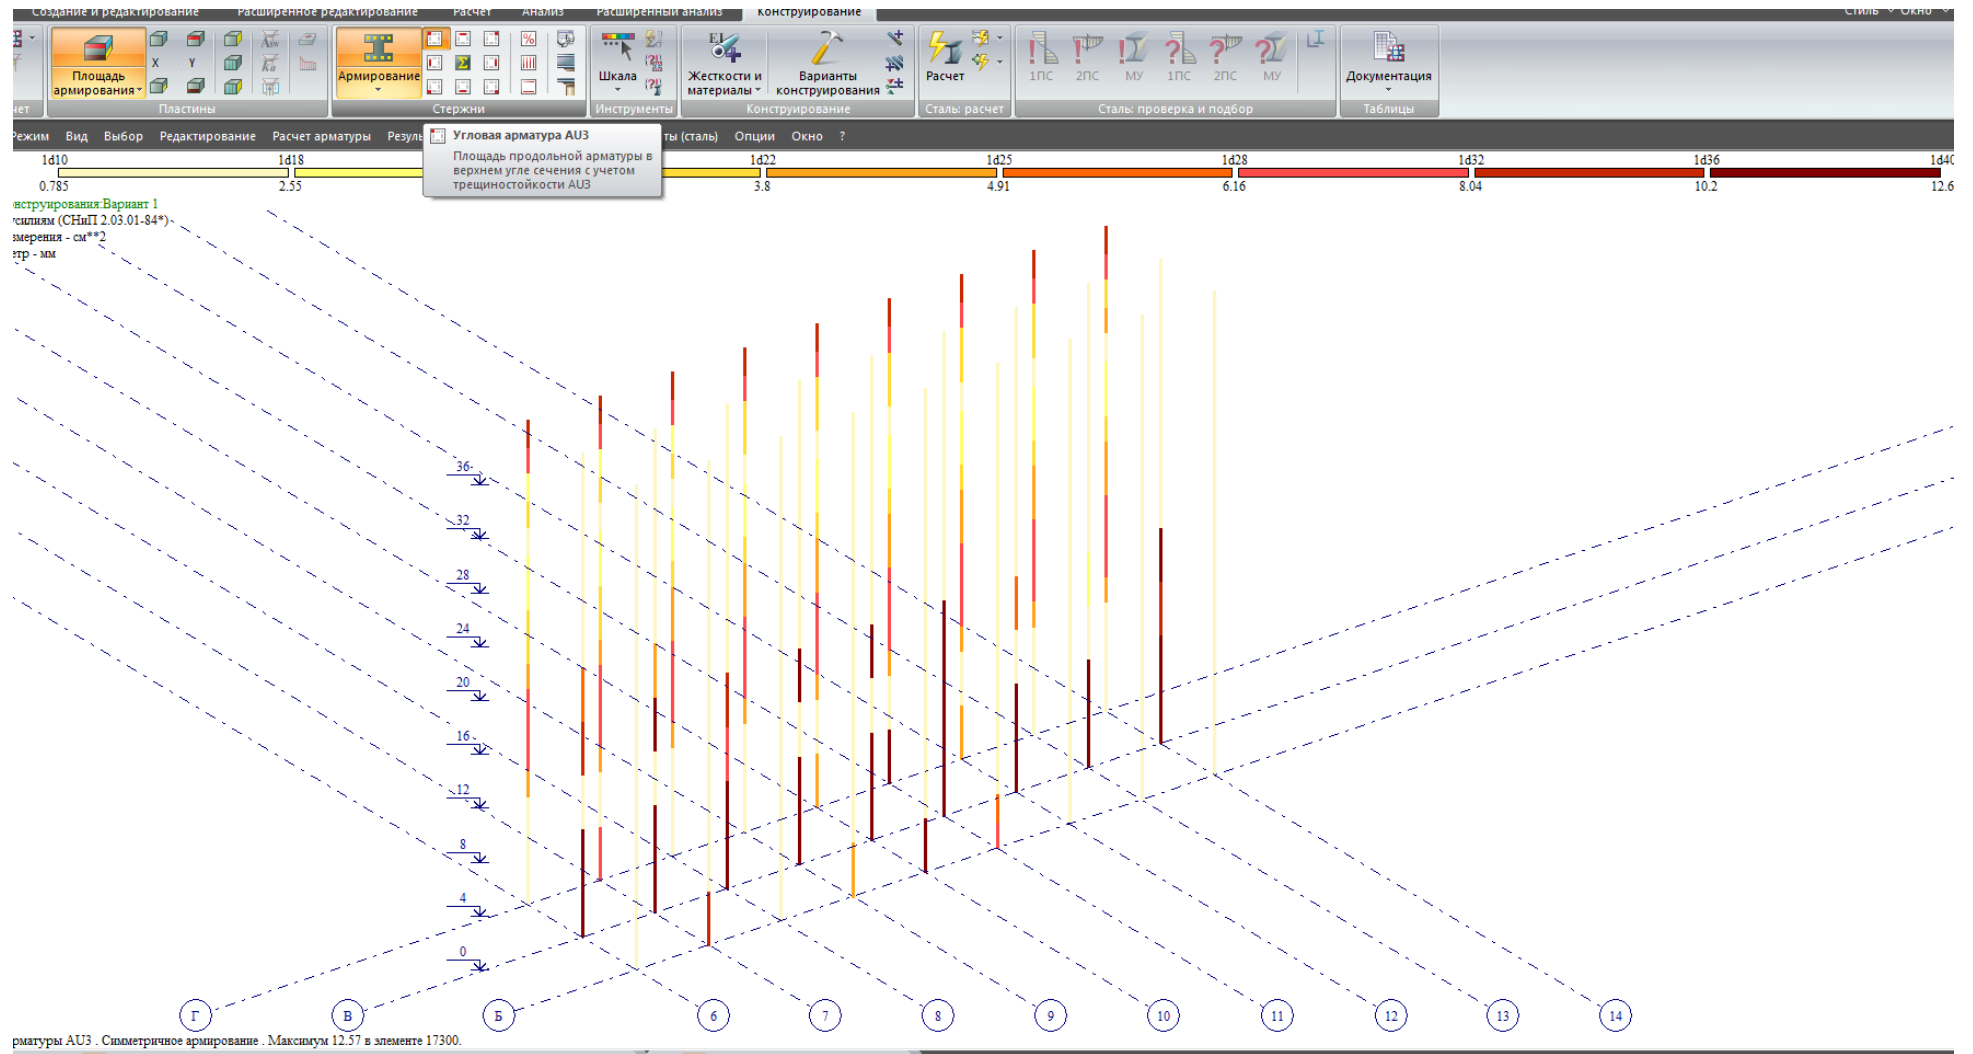 Создание и редактирование Расширенное редактирование Расчет Анализ Расширенный анализ Конструирование Стиль Окно
Площадь армирования
X Y
Asw
Ka
Армирование
%
Шкала
EI
Жесткости и материалы
Варианты конструирования
Расчет
1ПС 2ПС МУ 1ПС 2ПС МУ
Документация
чет Пластины Стержни Инструменты Конструирование Сталь: расчет Сталь: проверка и подбор Таблицы
Режим Вид Выбор Редактирование Расчет арматуры Резуль ты (сталь) Опции Окно ?
Угловая арматура AU3
Площадь продольной арматуры в
верхнем угле сечения с учетом
трещиностойкости AU3
1d10 1d18 1d22 1d25 1d28 1d32 1d36 1d40
0.785 2.55 3.8 4.91 6.16 8.04 10.2 12.6
нструирования:Вариант 1
усилиям (СНиП 2.03.01-84*)
змерения - см**2
етр - мм
36
32
28
24
20
16
12
8
4
0
Г В Б 6 7 8 9 10 11 12 13 14
рматуры AU3 . Симметричное армирование . Максимум 12.57 в элементе 17300.